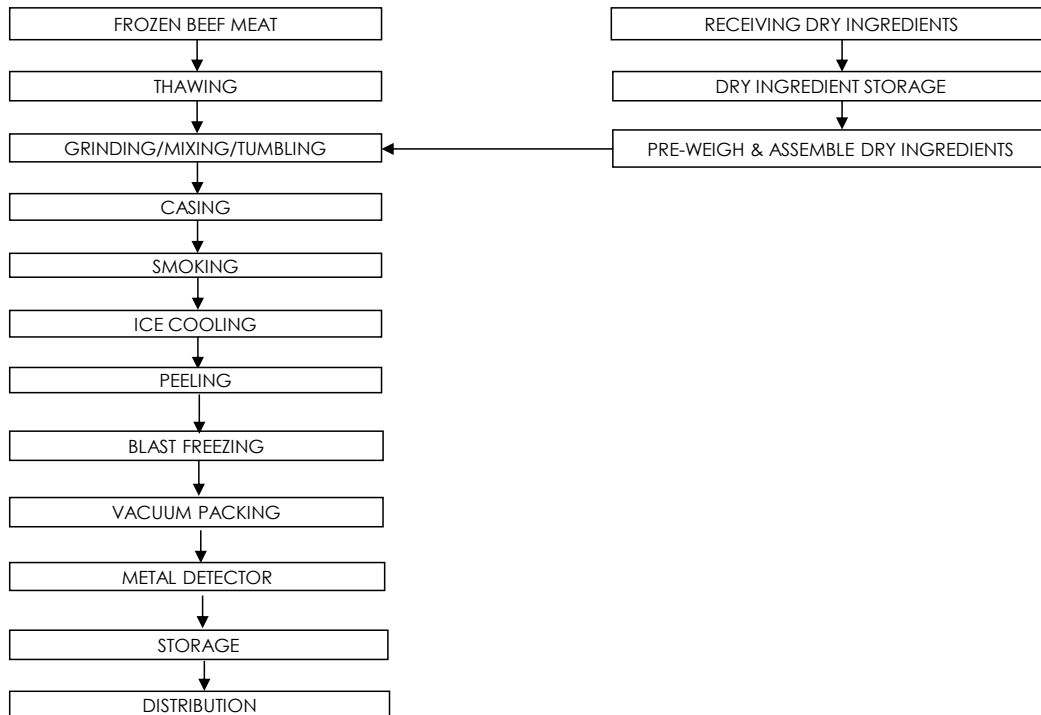 FROZEN BEEF MEAT
THAWING
GRINDING/MIXING/TUMBLING
CASING
SMOKING
ICE COOLING
PEELING
BLAST FREEZING
VACUUM PACKING
METAL DETECTOR
STORAGE
DISTRIBUTION
RECEIVING DRY INGREDIENTS
DRY INGREDIENT STORAGE
PRE-WEIGH & ASSEMBLE DRY INGREDIENTS